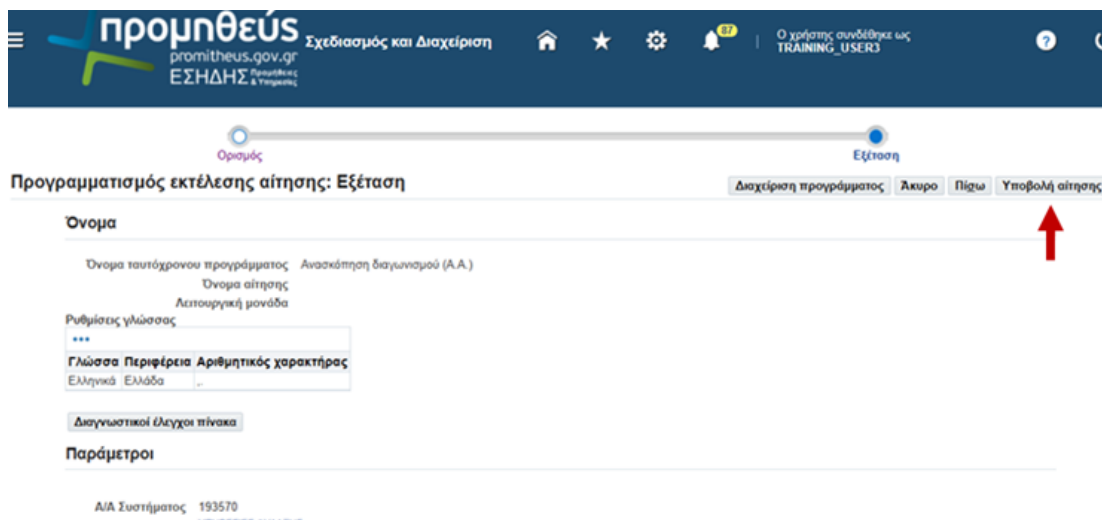 προμηθεύς
promitheus.gov.gr
ΕΣΗΔΗΣ Προμήθειες & Υπηρεσίες
Σχεδιασμός και Διαχείριση
87
Ο χρήστης συνδέθηκε ως
TRAINING_USER3
?
Ορισμός
Εξέταση
Προγραμματισμός εκτέλεσης αίτησης: Εξέταση
Διαχείριση προγράμματος Άκυρο Πίσω Υποβολή αίτησης
Όνομα
Όνομα ταυτόχρονου προγράμματος Ανασκόπηση διαγωνισμού (Α.Α.)
Όνομα αίτησης
Λειτουργική μονάδα
Ρυθμίσεις γλώσσας
Γλώσσα Περιφέρεια Αριθμητικός χαρακτήρας
Ελληνικά Ελλάδα ,.
Διαγνωστικοί έλεγχοι πίνακα
Παράμετροι
Α/Α Συστήματος 193570